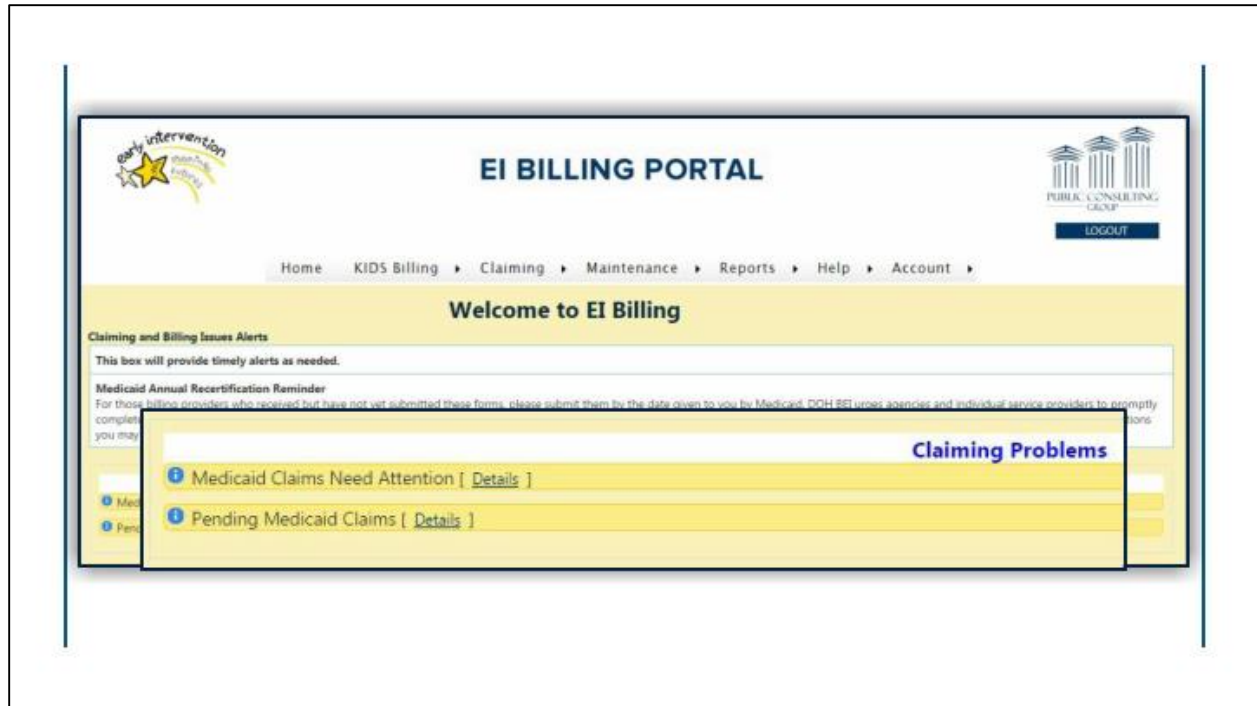 early intervention
EI BILLING PORTAL
PUBLIC CONSULTING
GROUP
LOGOUT
Home KIDS Billing Claiming Maintenance Reports Help Account
Welcome to EI Billing
Claiming and Billing Issues Alerts
This box will provide timely alerts as needed.
Medicaid Annual Recertification Reminder
For those billing providers who received but have not yet submitted these forms, please submit them by the date given to you by Medicaid. DOH BEI urges agencies and individual service providers to promptly
you may
Claiming Problems
Medicaid Claims Need Attention [ Details ]
Pending Medicaid Claims [ Details ]